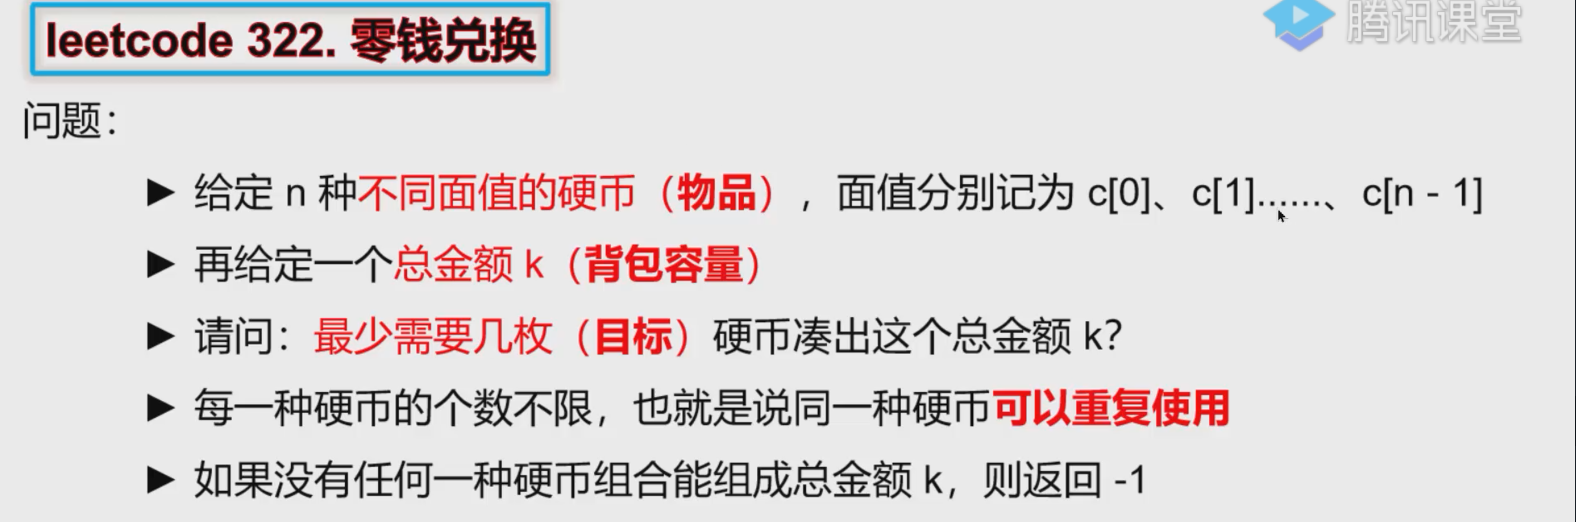 leetcode 322. 零钱兑换
腾讯课堂
问题：
► 给定 n 种不同面值的硬币（物品），面值分别记为 c[0]、c[1]......、c[n - 1]
► 再给定一个总金额 k（背包容量）
► 请问：最少需要几枚（目标）硬币凑出这个总金额 k?
► 每一种硬币的个数不限，也就是说同一种硬币可以重复使用
► 如果没有任何一种硬币组合能组成总金额 k，则返回 -1